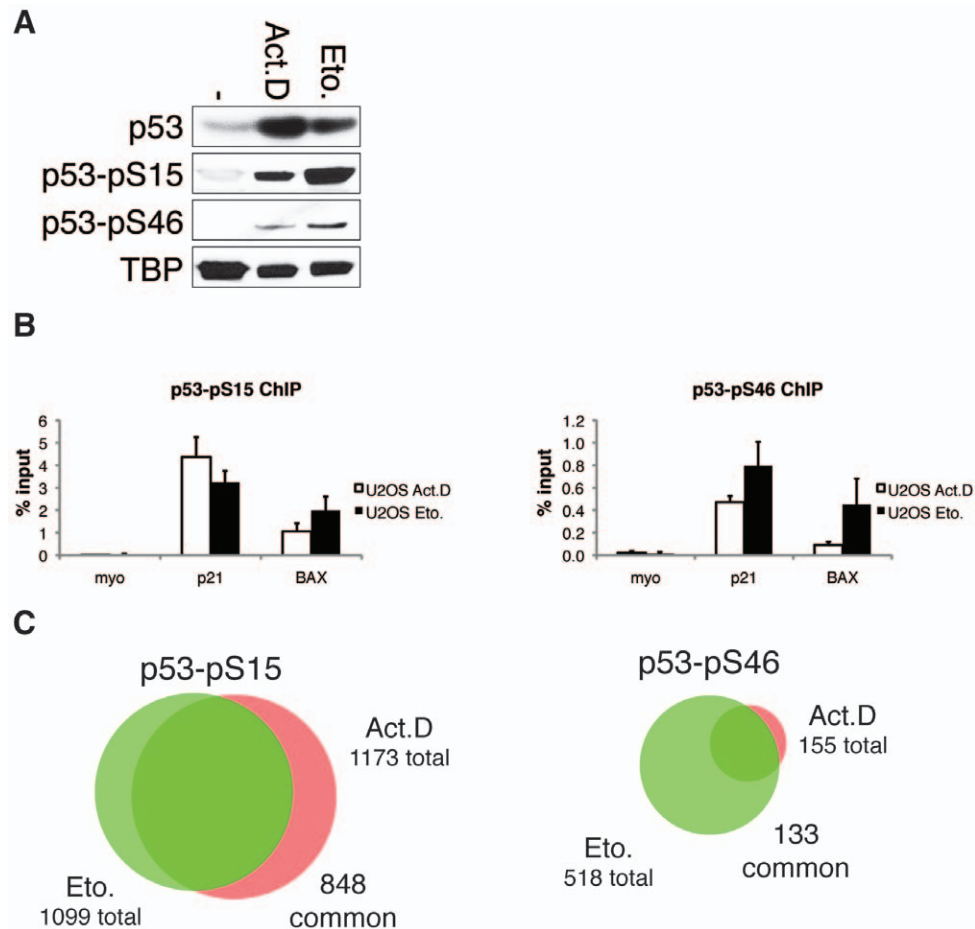 A
-
Act.D
Eto.
p53
p53-pS15
p53-pS46
TBP
B
p53-pS15 ChIP
% input
6
5
4
3
2
1
0
myo
p21
BAX
U2OS Act.D
U2OS Eto.
p53-pS46 ChIP
% input
1.2
1.0
0.8
0.6
0.4
0.2
0.0
myo
p21
BAX
U2OS Act.D
U2OS Eto.
C
p53-pS15
Act.D
1173 total
Eto.
1099 total
848
common
p53-pS46
Act.D
155 total
Eto.
518 total
133
common